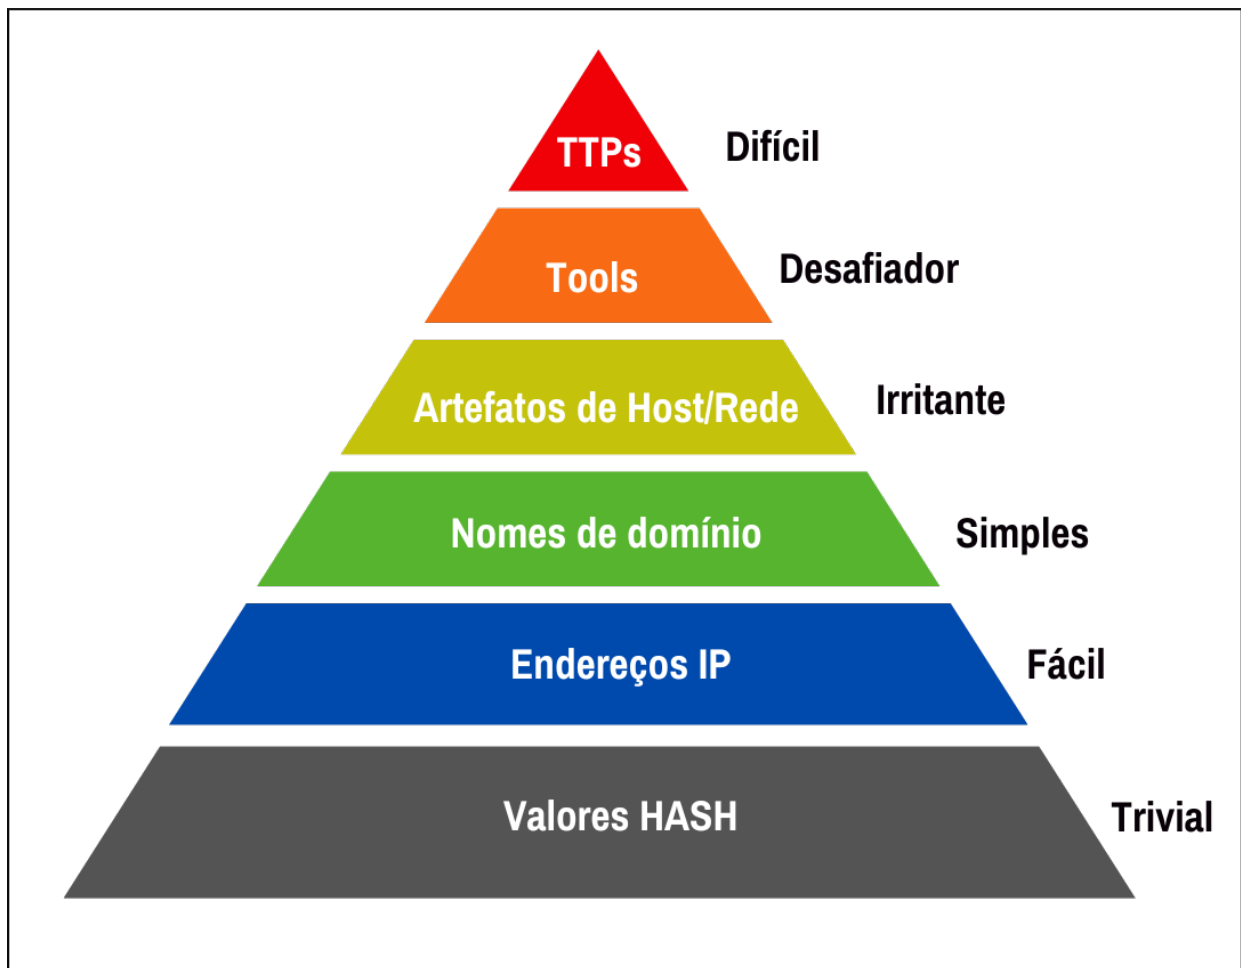 TTPs
Difícil
Tools
Desafiador
Artefatos de Host/Rede
Irritante
Nomes de domínio
Simples
Endereços IP
Fácil
Valores HASH
Trivial